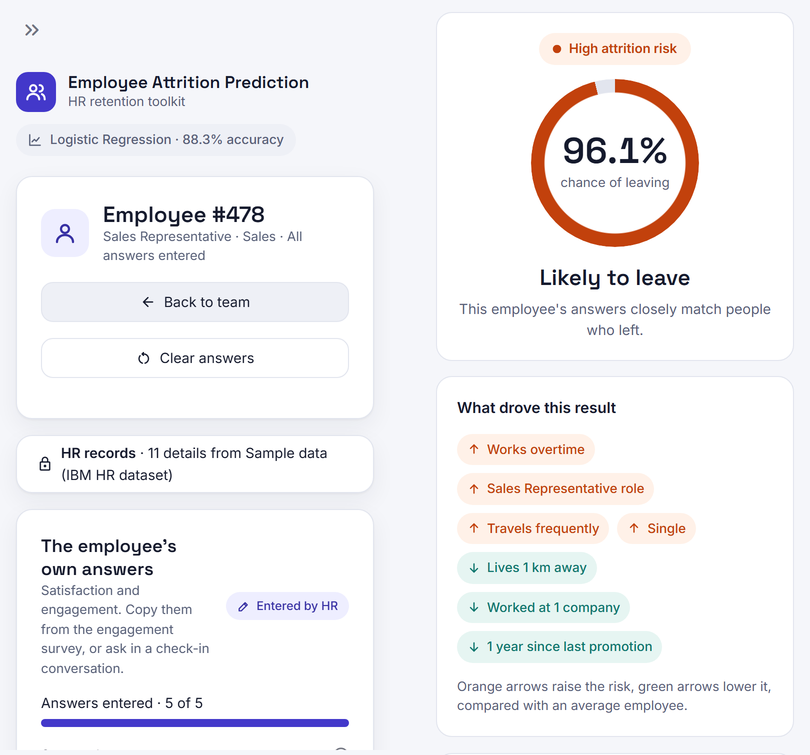 Employee Attrition Prediction
HR retention toolkit
Logistic Regression · 88.3% accuracy
Employee #478
Sales Representative · Sales · All
answers entered
Back to team
Clear answers
HR records · 11 details from Sample data
(IBM HR dataset)
The employee's
own answers
Satisfaction and
engagement. Copy them
from the engagement
survey, or ask in a check-in
conversation.
Entered by HR
Answers entered · 5 of 5
High attrition risk
96.1%
chance of leaving
Likely to leave
This employee's answers closely match people
who left.
What drove this result
↑ Works overtime
↑ Sales Representative role
↑ Travels frequently
↑ Single
↓ Lives 1 km away
↓ Worked at 1 company
↓ 1 year since last promotion
Orange arrows raise the risk, green arrows lower it,
compared with an average employee.